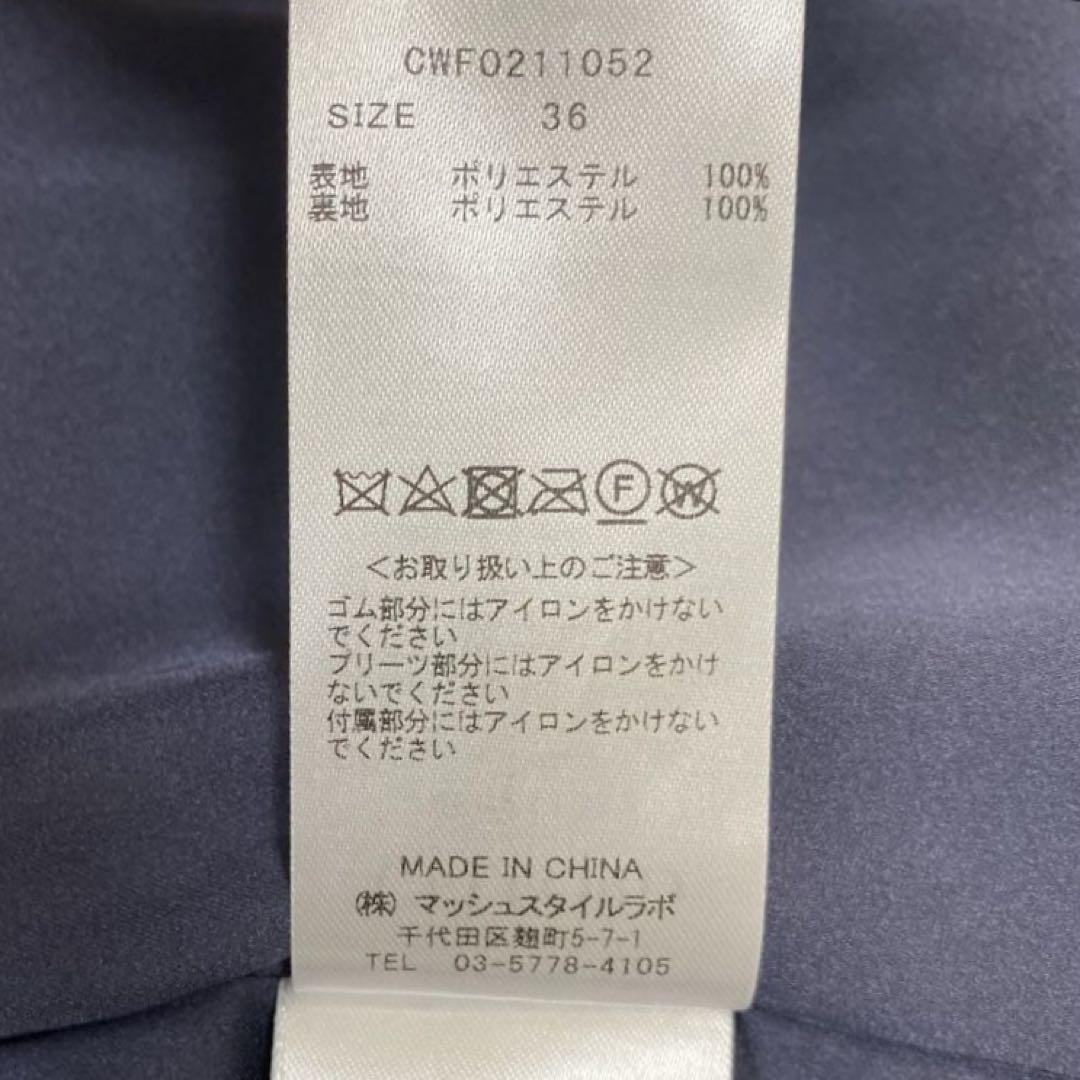 CWF0211052
SIZE 36
表地 ポリエステル 100%
裏地 ポリエステル 100%
F
W
<お取り扱い上のご注意>
ゴム部分にはアイロンをかけない
でください
プリーツ部分にはアイロンをかけ
ないでください
付属部分にはアイロンをかけない
でください
MADE IN CHINA
(株) マッシュスタイルラボ
千代田区麹町5-7-1
TEL 03-5778-4105